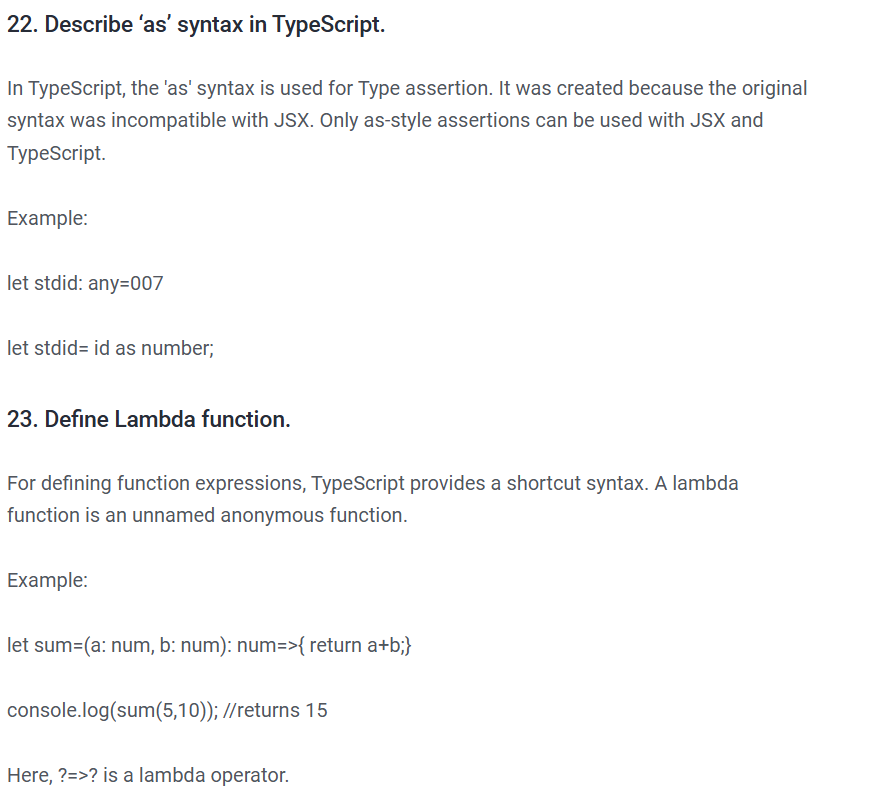 22. Describe ‘as’ syntax in TypeScript.
In TypeScript, the 'as' syntax is used for Type assertion. It was created because the original
syntax was incompatible with JSX. Only as-style assertions can be used with JSX and
TypeScript.
Example:
let stdid: any=007
let stdid= id as number;
23. Define Lambda function.
For defining function expressions, TypeScript provides a shortcut syntax. A lambda
function is an unnamed anonymous function.
Example:
let sum=(a: num, b: num): num=>{ return a+b;}
console.log(sum(5,10)); //returns 15
Here, ?=>? is a lambda operator.